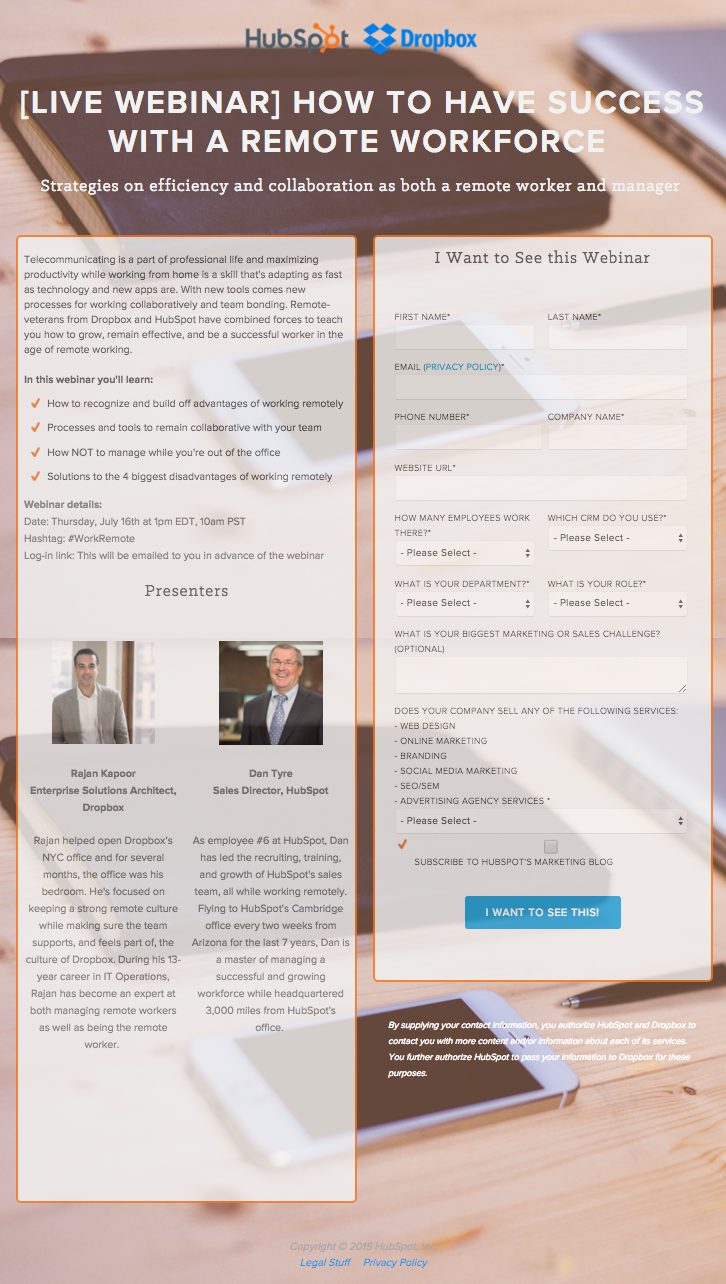 HubSpot Dropbox
[LIVE WEBINAR] HOW TO HAVE SUCCESS
WITH A REMOTE WORKFORCE
Strategies on efficiency and collaboration as both a remote worker and manager
Telecommunicating is a part of professional life and maximizing
productivity while working from home is a skill that's adapting as fast
as technology and new apps are. With new tools comes new
processes for working collaboratively and team bonding. Remote-
veterans from Dropbox and HubSpot have combined forces to teach
you how to grow, remain effective, and be a successful worker in the
age of remote working.
In this webinar you'll learn:
How to recognize and build off advantages of working remotely
Processes and tools to remain collaborative with your team
How NOT to manage while you're out of the office
Solutions to the 4 biggest disadvantages of working remotely
Webinar details:
Date: Thursday, July 16th at 1pm EDT, 10am PST
Hashtag: #WorkRemote
Log-in link: This will be emailed to you in advance of the webinar
Presenters
Rajan Kapoor
Enterprise Solutions Architect,
Dropbox
Rajan helped open Dropbox's
NYC office and for several
months, the office was his
bedroom. He's focused on
keeping a strong remote culture
while making sure the team
supports, and feels part of, the
culture of Dropbox. During his 13-
year career in IT Operations,
Rajan has become an expert at
both managing remote workers
as well as being the remote
worker.
Dan Tyre
Sales Director, HubSpot
As employee #6 at HubSpot, Dan
has led the recruiting, training,
and growth of HubSpot's sales
team, all while working remotely.
Flying to HubSpot's Cambridge
office every two weeks from
Arizona for the last 7 years, Dan is
a master of managing a
successful and growing
workforce while headquartered
3,000 miles from HubSpot's
office.
I Want to See this Webinar
FIRST NAME* LAST NAME*
EMAIL (PRIVACY POLICY)*
PHONE NUMBER* COMPANY NAME*
WEBSITE URL*
HOW MANY EMPLOYEES WORK
THERE?*
- Please Select -
WHICH CRM DO YOU USE?*
- Please Select -
WHAT IS YOUR DEPARTMENT?* WHAT IS YOUR ROLE?*
- Please Select - - Please Select -
WHAT IS YOUR BIGGEST MARKETING OR SALES CHALLENGE?
(OPTIONAL)
DOES YOUR COMPANY SELL ANY OF THE FOLLOWING SERVICES:
- WEB DESIGN
- ONLINE MARKETING
- BRANDING
- SOCIAL MEDIA MARKETING
- SEO/SEM
- ADVERTISING AGENCY SERVICES *
- Please Select -
SUBSCRIBE TO HUBSPOT'S MARKETING BLOG
I WANT TO SEE THIS!
By supplying your contact information, you authorize HubSpot and Dropbox to
contact you with more content and/or information about each of its services.
You further authorize HubSpot to pass your information to Dropbox for these
purposes.
Copyright © 2015 HubSpot, Inc.
Legal Stuff Privacy Policy